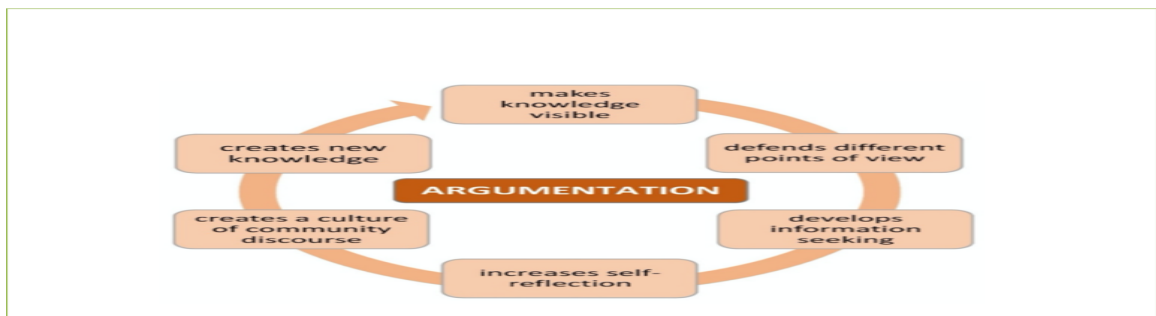 makes
knowledge
visible
defends different
points of view
develops
information
seeking
increases self-
reflection
creates a culture
of community
discourse
creates new
knowledge
ARGUMENTATION